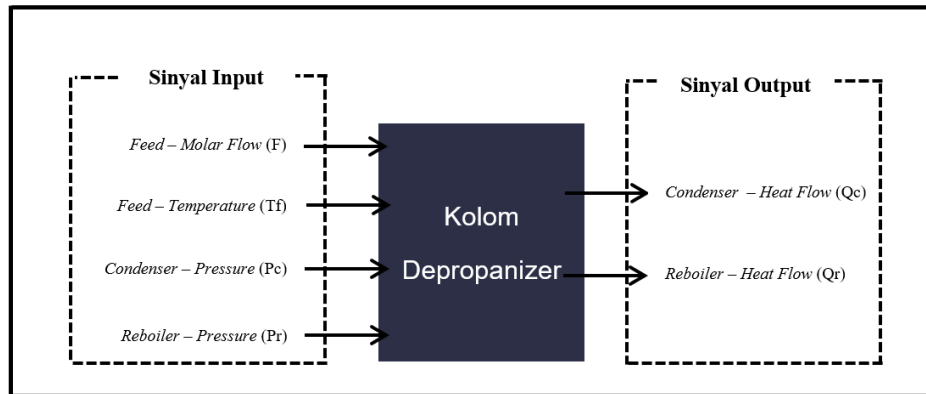 Sinyal Input
Feed – Molar Flow (F)
Feed – Temperature (Tf)
Condenser – Pressure (Pc)
Reboiler – Pressure (Pr)
Kolom
Depropanizer
Sinyal Output
Condenser – Heat Flow (Qc)
Reboiler – Heat Flow (Qr)